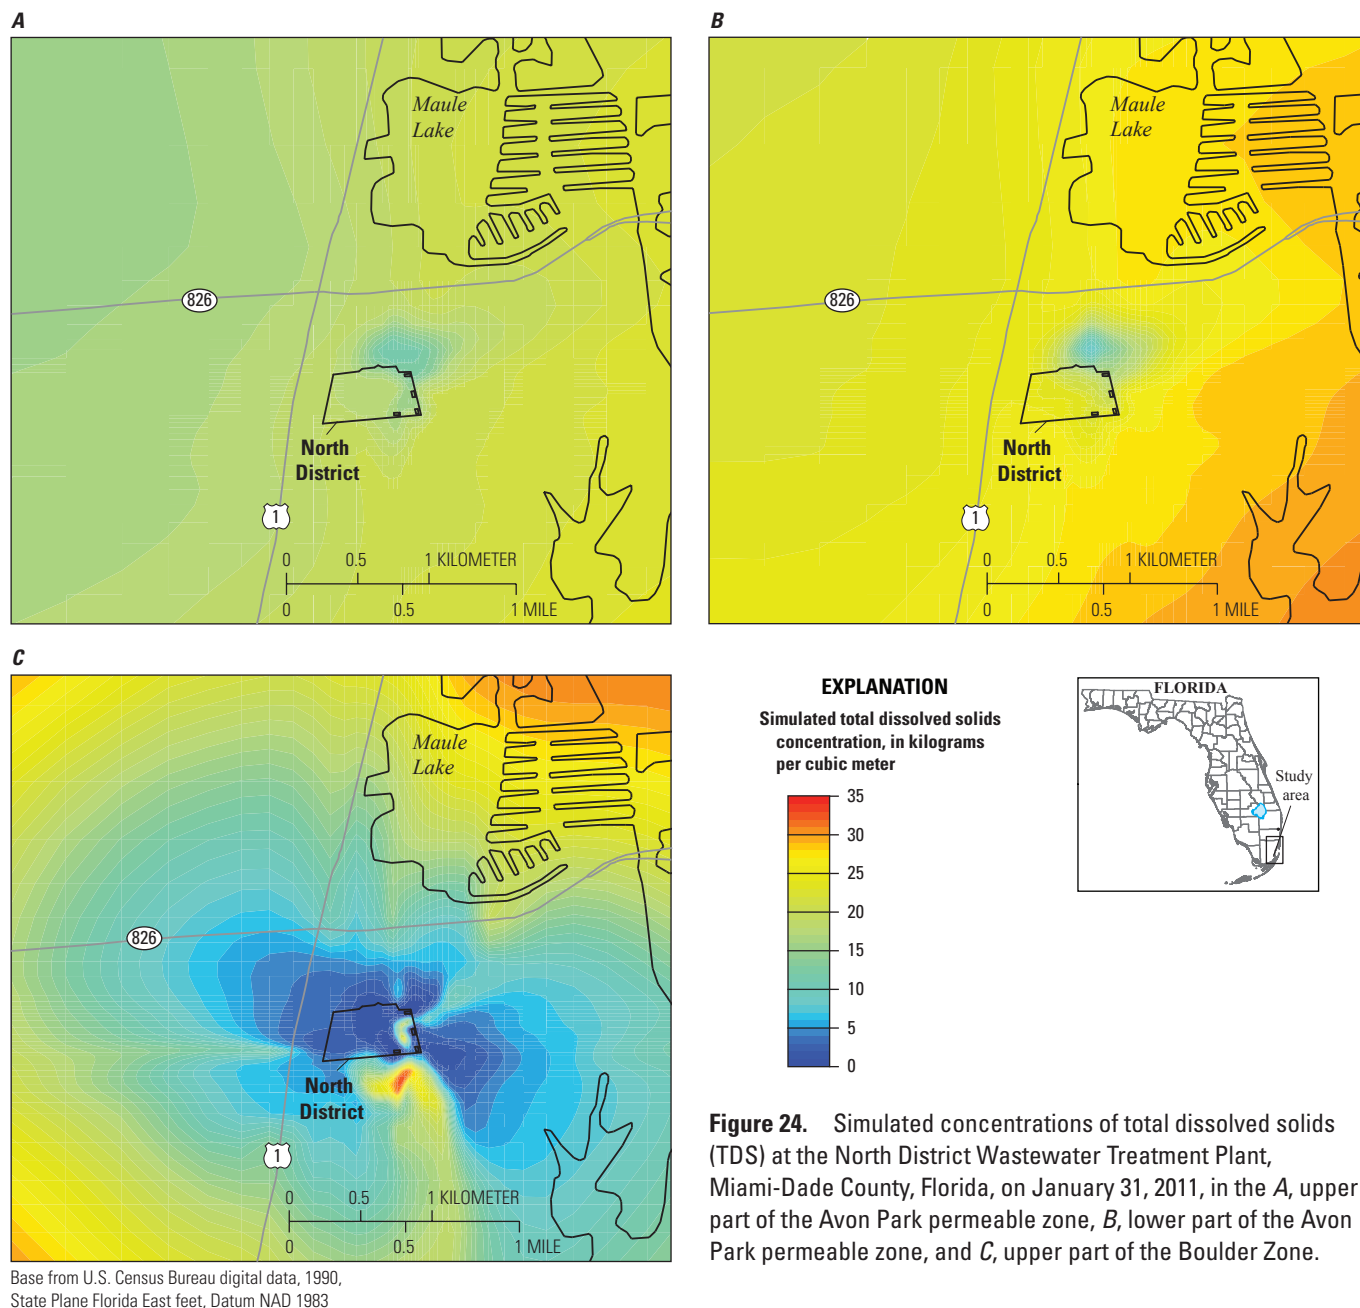 A
Maule
Lake
826
North
District
1
0 0.5 1 KILOMETER
0 0.5 1 MILE
B
Maule
Lake
826
North
District
1
0 0.5 1 KILOMETER
0 0.5 1 MILE
C
Maule
Lake
826
North
District
1
0 0.5 1 KILOMETER
0 0.5 1 MILE
Base from U.S. Census Bureau digital data, 1990,
State Plane Florida East feet, Datum NAD 1983
EXPLANATION
Simulated total dissolved solids
concentration, in kilograms
per cubic meter
35
30
25
20
15
10
5
0
FLORIDA
Study
area
Figure 24. Simulated concentrations of total dissolved solids
(TDS) at the North District Wastewater Treatment Plant,
Miami-Dade County, Florida, on January 31, 2011, in the A, upper
part of the Avon Park permeable zone, B, lower part of the Avon
Park permeable zone, and C, upper part of the Boulder Zone.